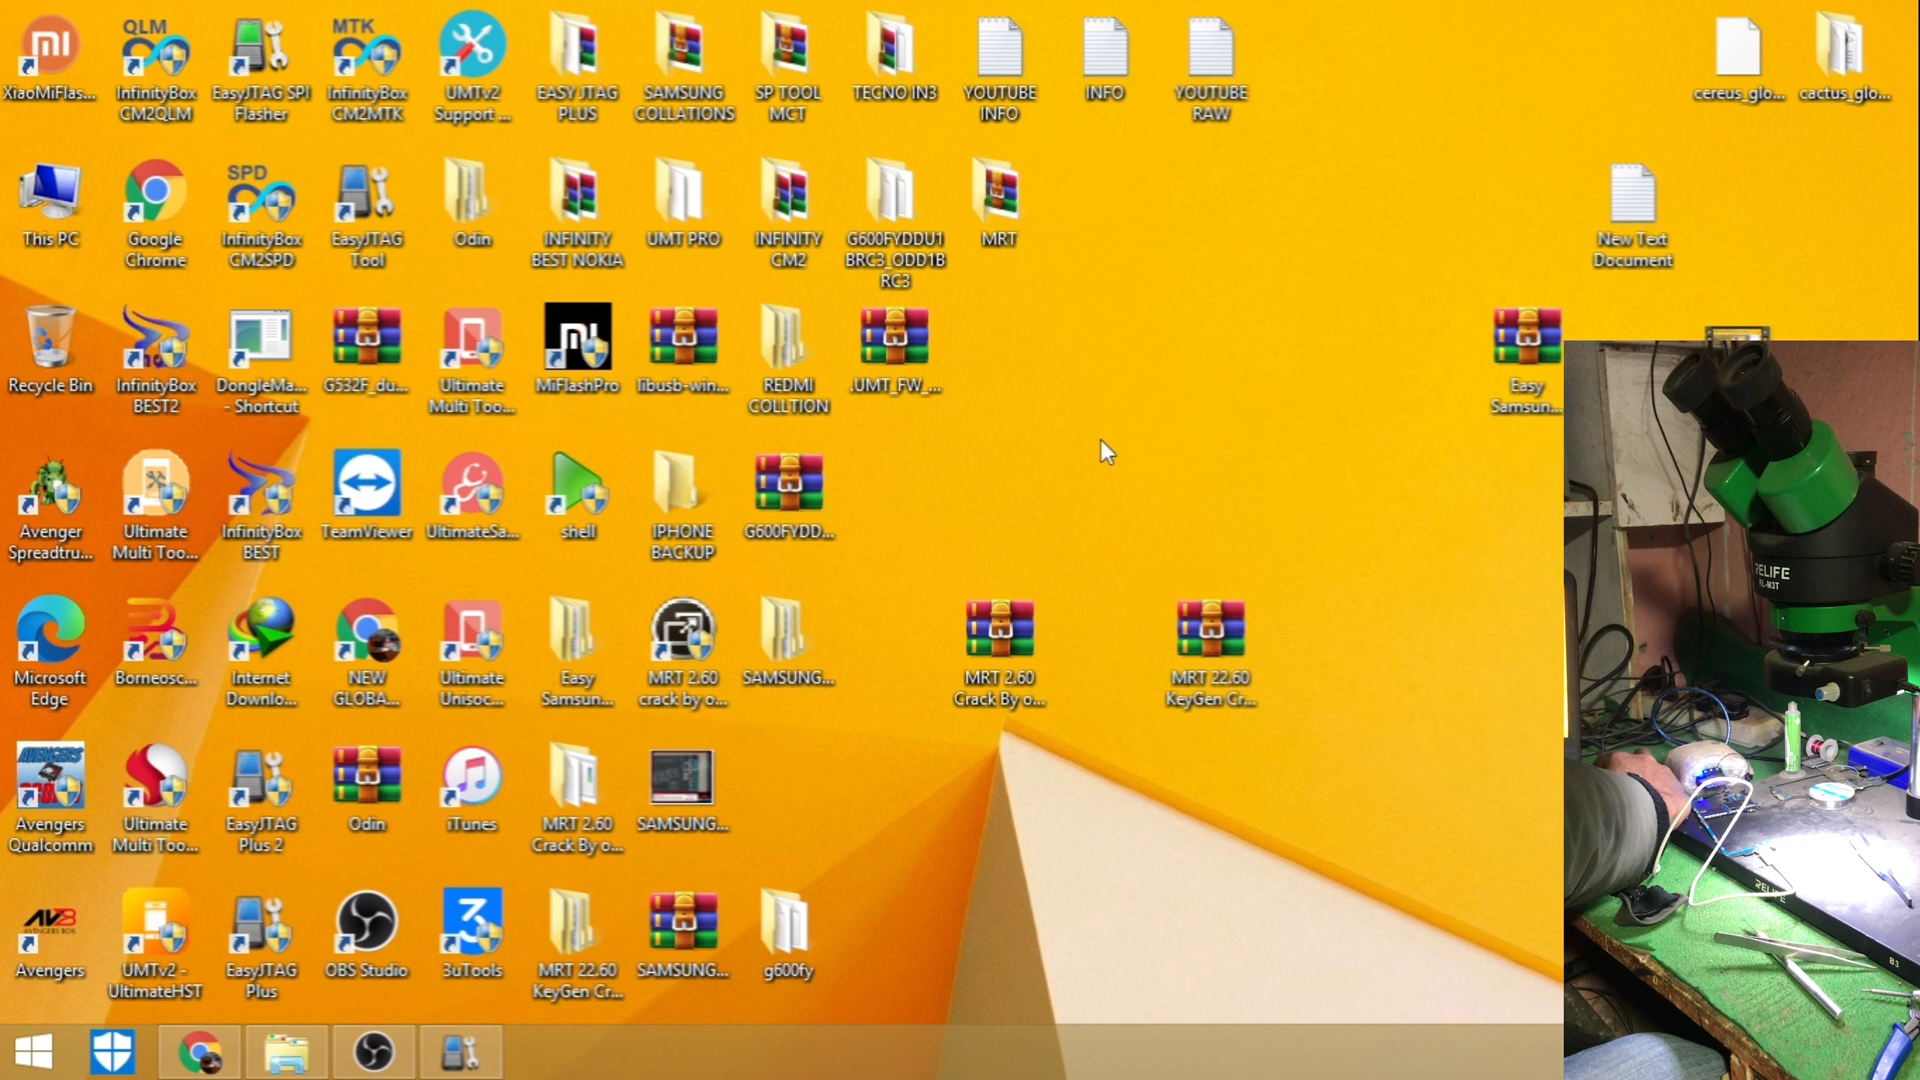 QLM
MTK
XiaoMiFlas...
InfinityBox
CM2QLM
EasyJTAG SPI
Flasher
InfinityBox
CM2MTK
UMTv2
Support ...
EASY JTAG
PLUS
SAMSUNG
COLLATIONS
SP TOOL
MCT
TECNO IN3
YOUTUBE
INFO
INFO
YOUTUBE
RAW
cereus_glo...
cactus_glo...
SPD
This PC
Google
Chrome
InfinityBox
CM2SPD
EasyJTAG
Tool
Odin
INFINITY
BEST NOKIA
UMT PRO
INFINITY
CM2
G600FYDDU1
BRC3_ODD1B
RC3
MRT
New Text
Document
Recycle Bin
InfinityBox
BEST2
DongleMa...
- Shortcut
G532F_du...
Ultimate
Multi Too...
MiFlashPro
libusb-win...
REDMI
COLLTION
.UMT_FW_...
Easy
Samsun...
Avenger
Spreadtru...
Ultimate
Multi Too...
InfinityBox
BEST
TeamViewer
UltimateSa...
shell
IPHONE
BACKUP
G600FYDD...
RELIFE
RL-M3T
Microsoft
Edge
Borneosc...
Internet
Downlo...
NEW
GLOBA...
Ultimate
Unisoc...
Easy
Samsun...
MRT 2.60
crack by o...
SAMSUNG...
MRT 2.60
Crack By o...
MRT 22.60
KeyGen Cr...
AVENGERS
Avengers
Qualcomm
Ultimate
Multi Too...
EasyJTAG
Plus 2
Odin
iTunes
MRT 2.60
Crack By o...
SAMSUNG...
AVB
AVENGERS BOX
Avengers
UMTv2 -
UltimateHST
EasyJTAG
Plus
OBS Studio
3uTools
MRT 22.60
KeyGen Cr...
SAMSUNG...
g600fy